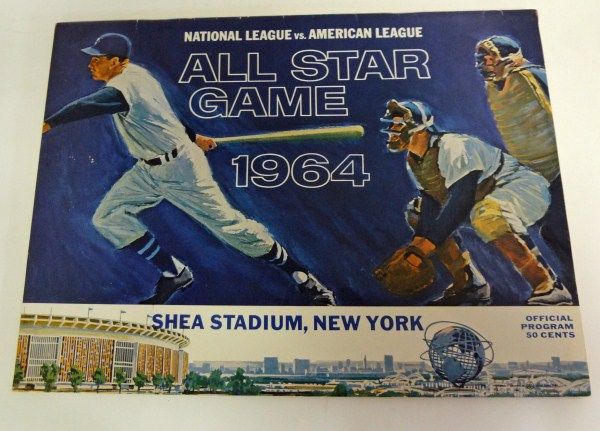 NATIONAL LEAGUE vs. AMERICAN LEAGUE
ALL STAR
GAME
1964
SHEA STADIUM, NEW YORK
OFFICIAL
PROGRAM
50 CENTS